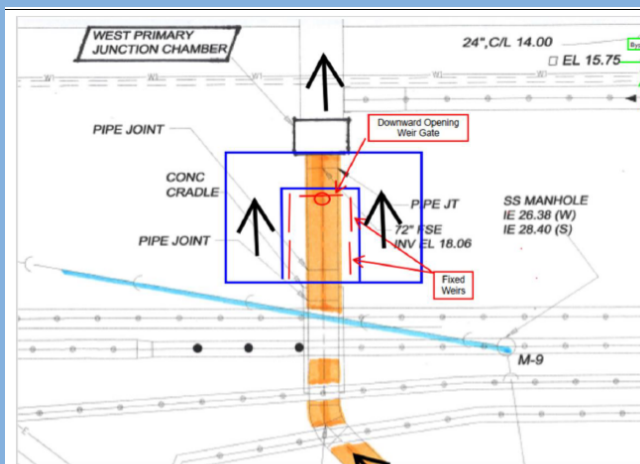 WEST PRIMARY
JUNCTION CHAMBER
24",C/L 14.00
□ EL 15.75
PIPE JOINT
Downward Opening
Weir Gate
CONC
CRADLE
PIPE JT
SS MANHOLE
IE 26.38 (W)
IE 28.40 (S)
72" FSE
INV EL 18.06
PIPE JOINT
Fixed
Weirs
M-9